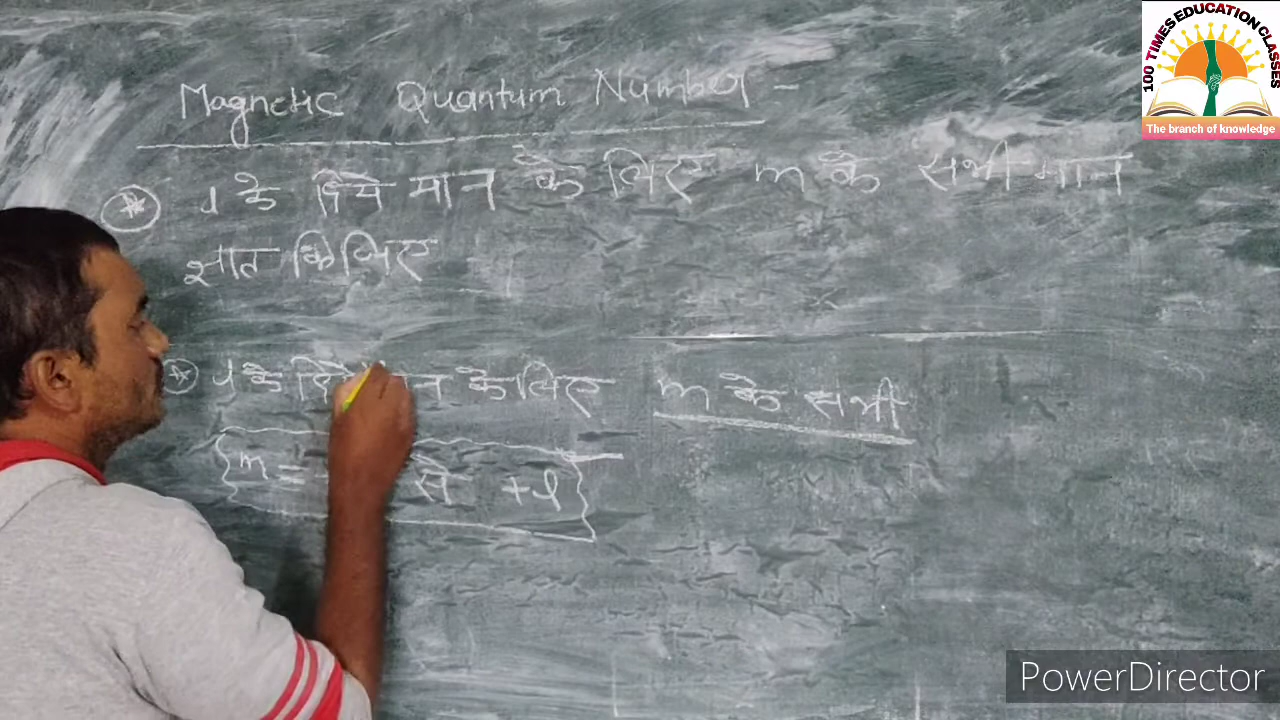 Magnetic Quantum Number -
l के दिये मान के लिए m के सभी मान
ज्ञात किजिए
l के लिए m के सभी
m = से +l
100 TIMES EDUCATION CLASSES
The branch of knowledge
PowerDirector